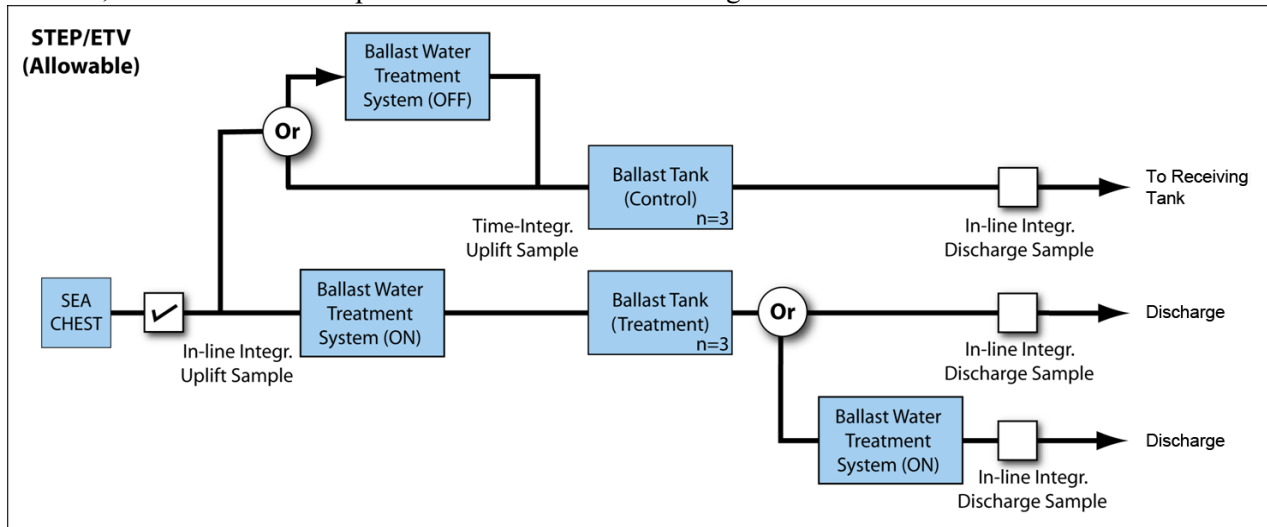 STEP/ETV
(Allowable)
Ballast Water
Treatment
System (OFF)
Or
Ballast Tank
(Control)
n=3
To Receiving
Tank
Time-Integr.
Uplift Sample
In-line Integr.
Discharge Sample
SEA
CHEST
In-line Integr.
Uplift Sample
Ballast Water
Treatment
System (ON)
Ballast Tank
(Treatment)
n=3
Or
Discharge
In-line Integr.
Discharge Sample
Ballast Water
Treatment
System (ON)
Discharge
In-line Integr.
Discharge Sample